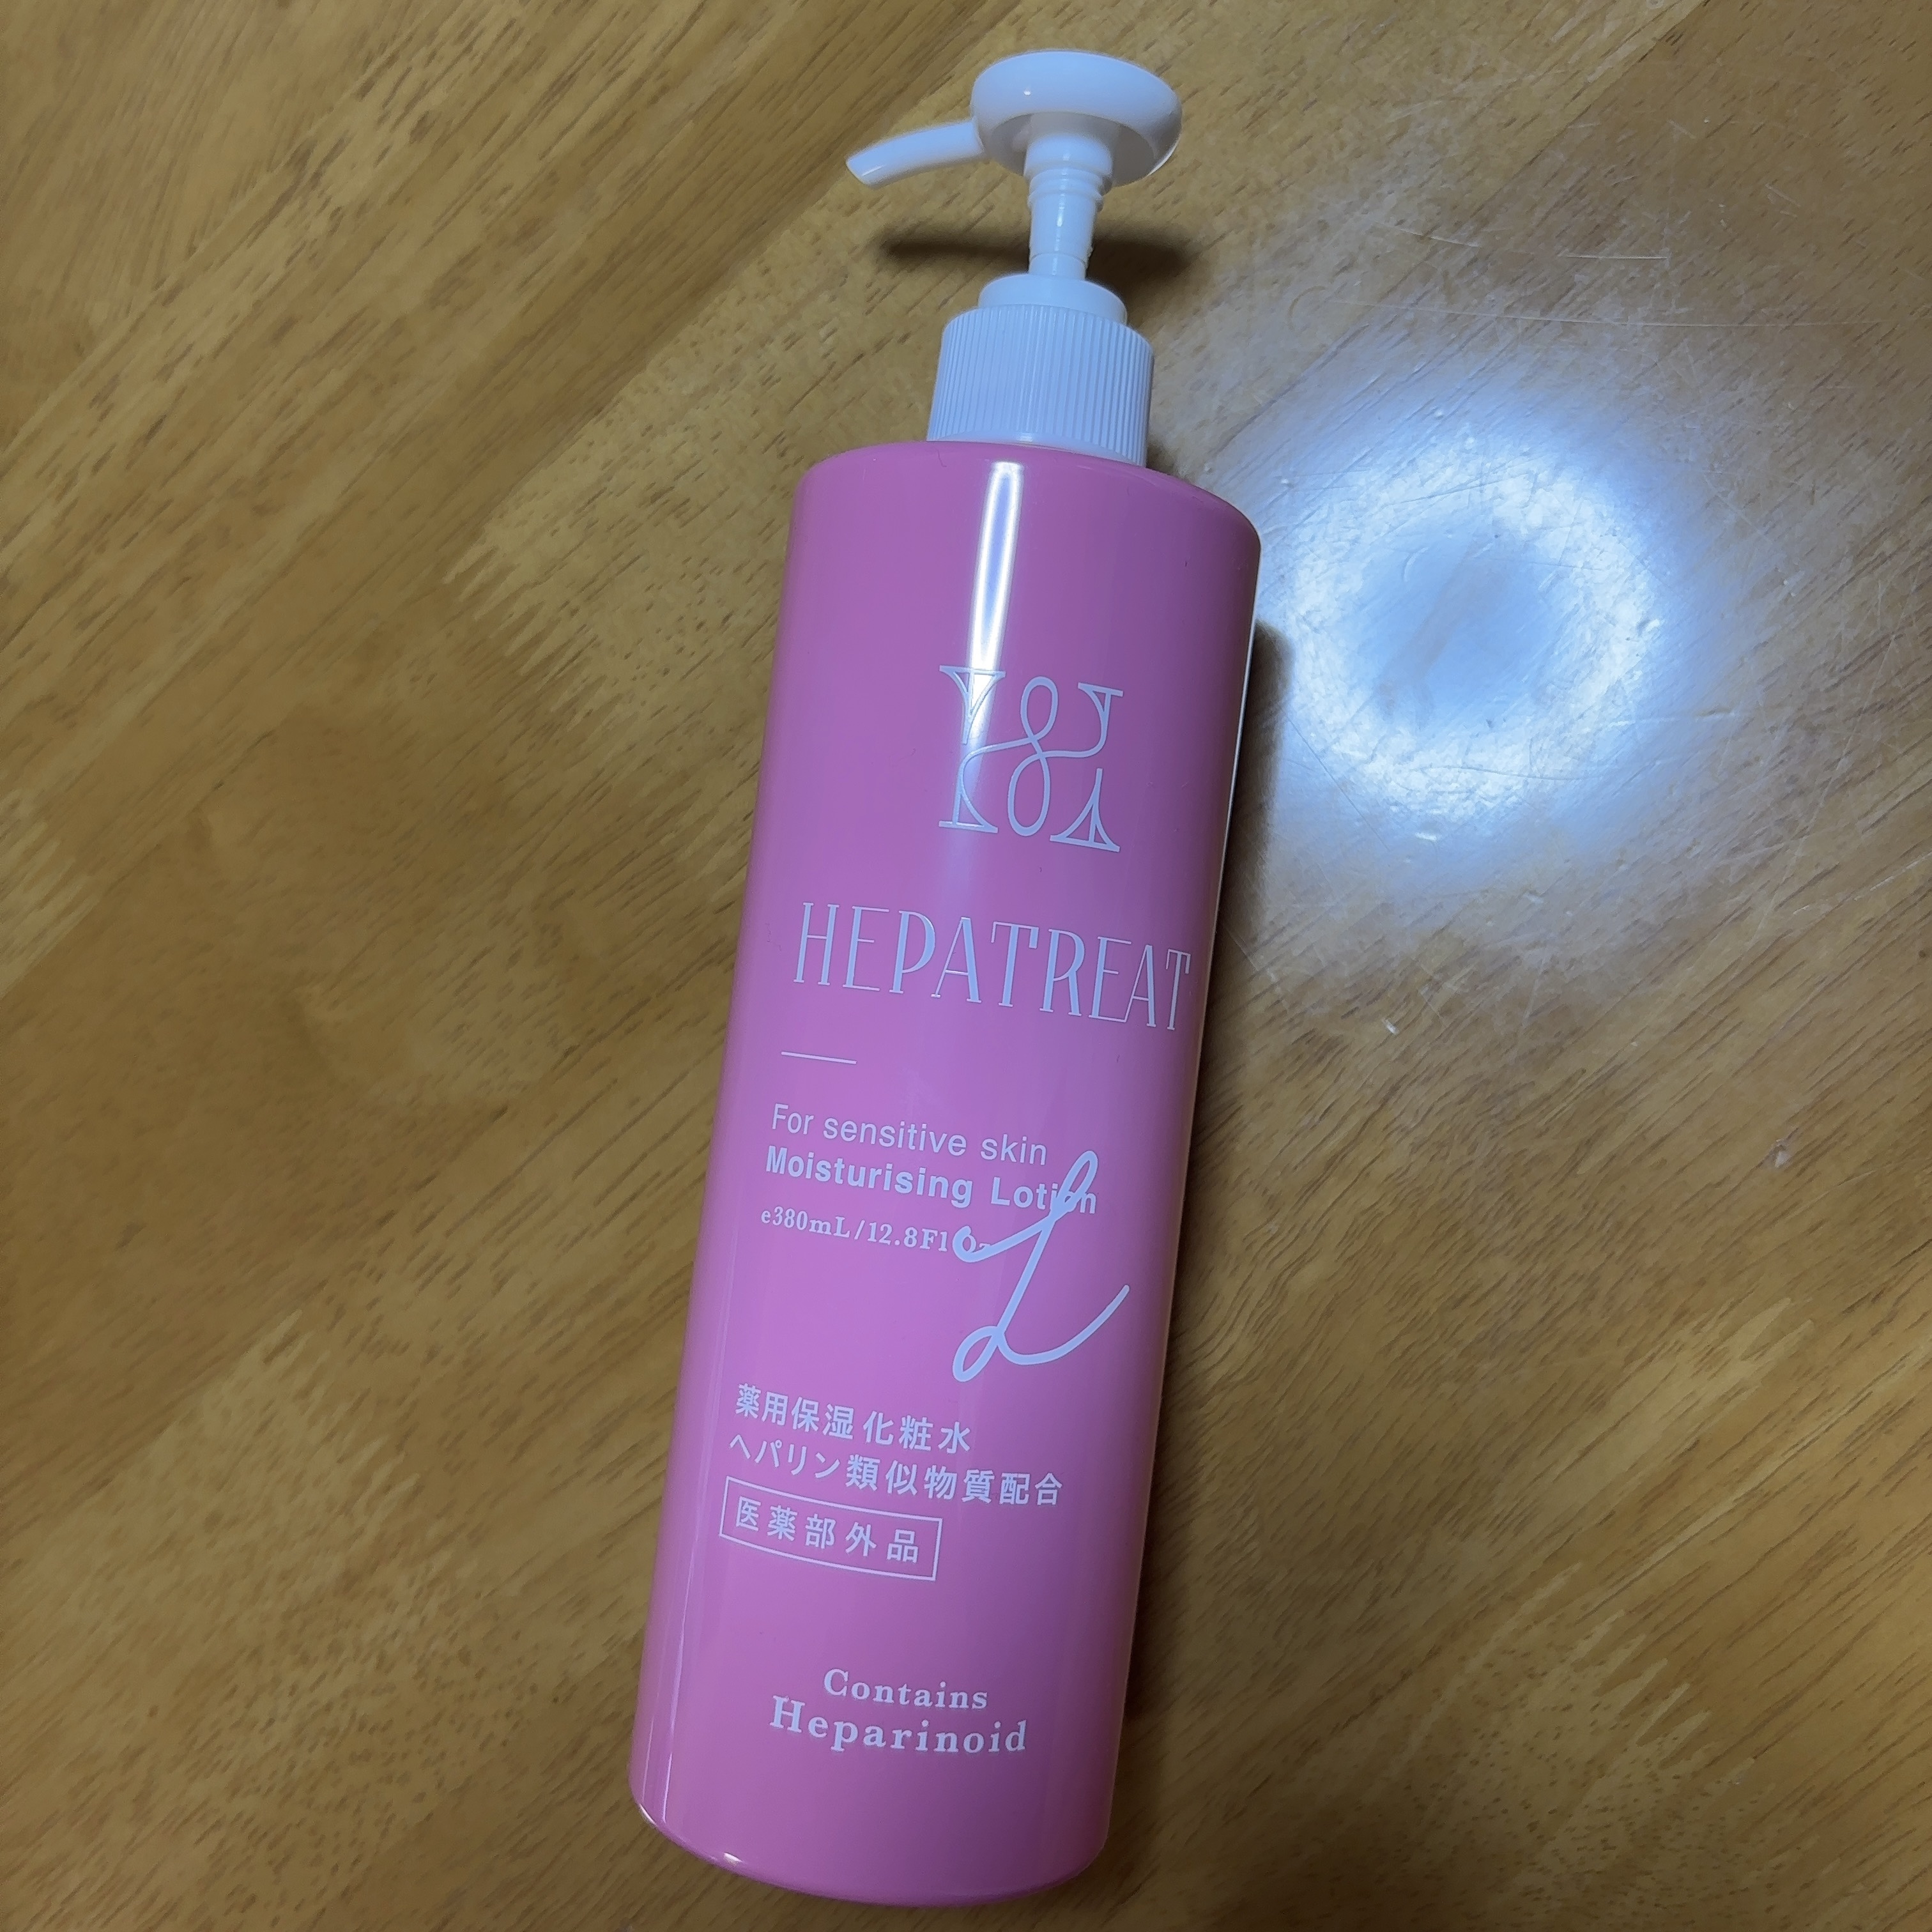 HEPATREAT
For sensitive skin
Moisturising Lotion
e380mL/12.8Fl Oz
L
薬用保湿化粧水
ヘパリン類似物質配合
医薬部外品
Contains
Heparinoid